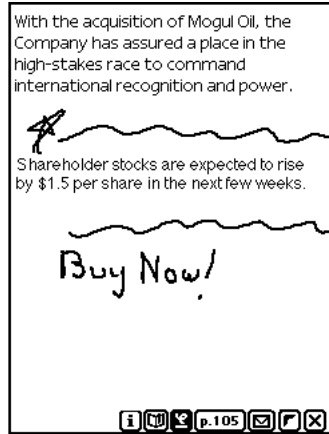 With the acquisition of Mogul Oil, the
Company has assured a place in the
high-stakes race to command
international recognition and power.
Shareholder stocks are expected to rise
by $1.5 per share in the next few weeks.
Buy Now!
i p.105 X